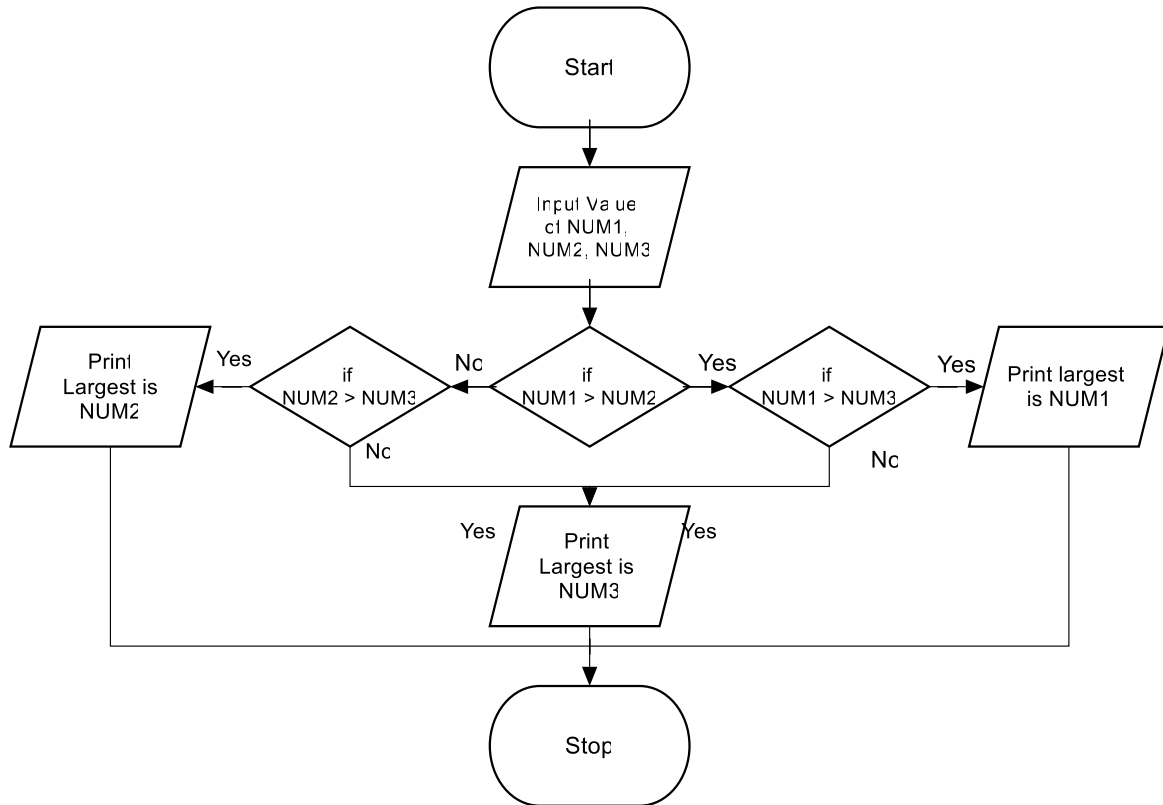 Start
Input Value
of NUM1,
NUM2, NUM3
Print
Largest is
NUM2
Yes
if
NUM2 > NUM3
No
if
NUM1 > NUM2
Yes
if
NUM1 > NUM3
Yes
Print largest
is NUM1
No
No
Yes
Print
Largest is
NUM3
Yes
Stop